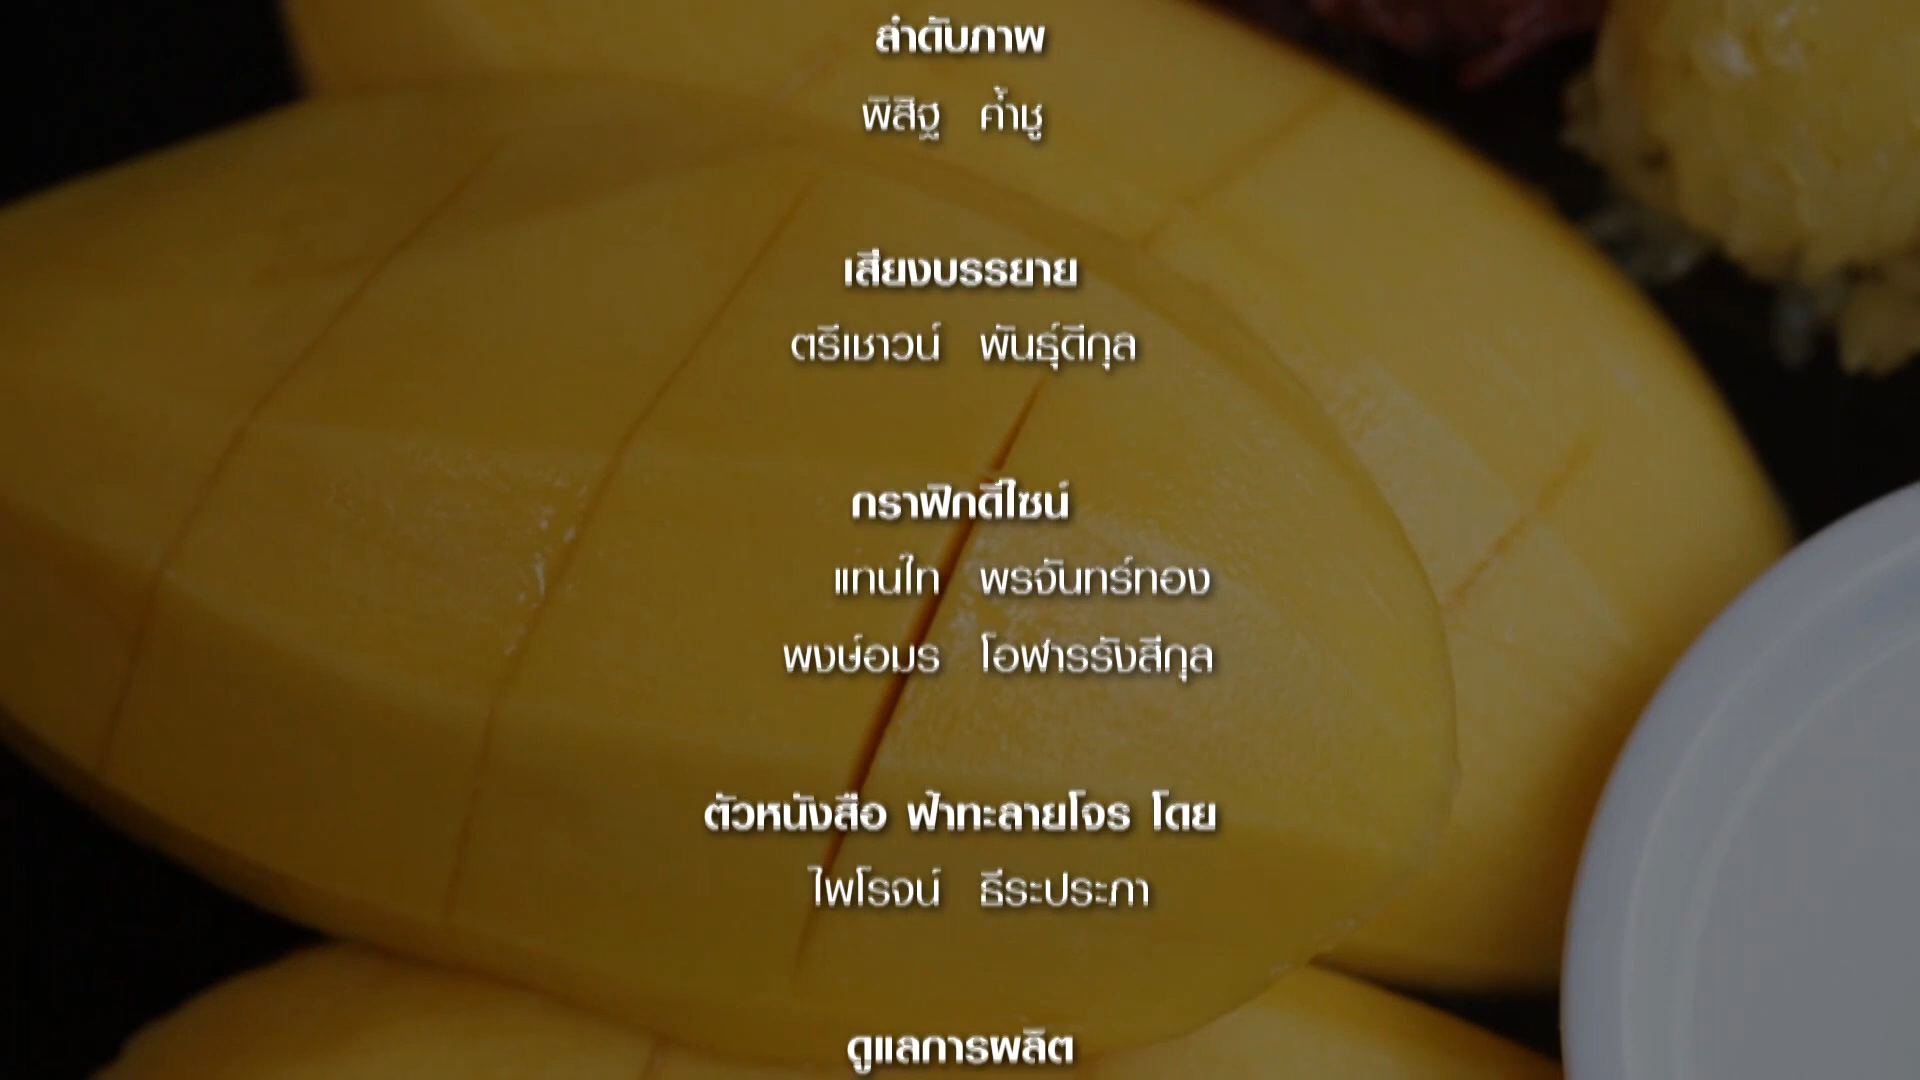 ลำดับภาพ
พิสิฐ ค้ำชู
เสียงบรรยาย
ตรีเชาวน์ พันธุ์ดีกุล
กราฟิกดีไซน์
แทนไท พรจันทร์ทอง
พงษ์อมร โอฬารรังสีกุล
ตัวหนังสือ ฟ้าทะลายโจร โดย
ไพโรจน์ ธีระประภา
ดูแลการผลิต